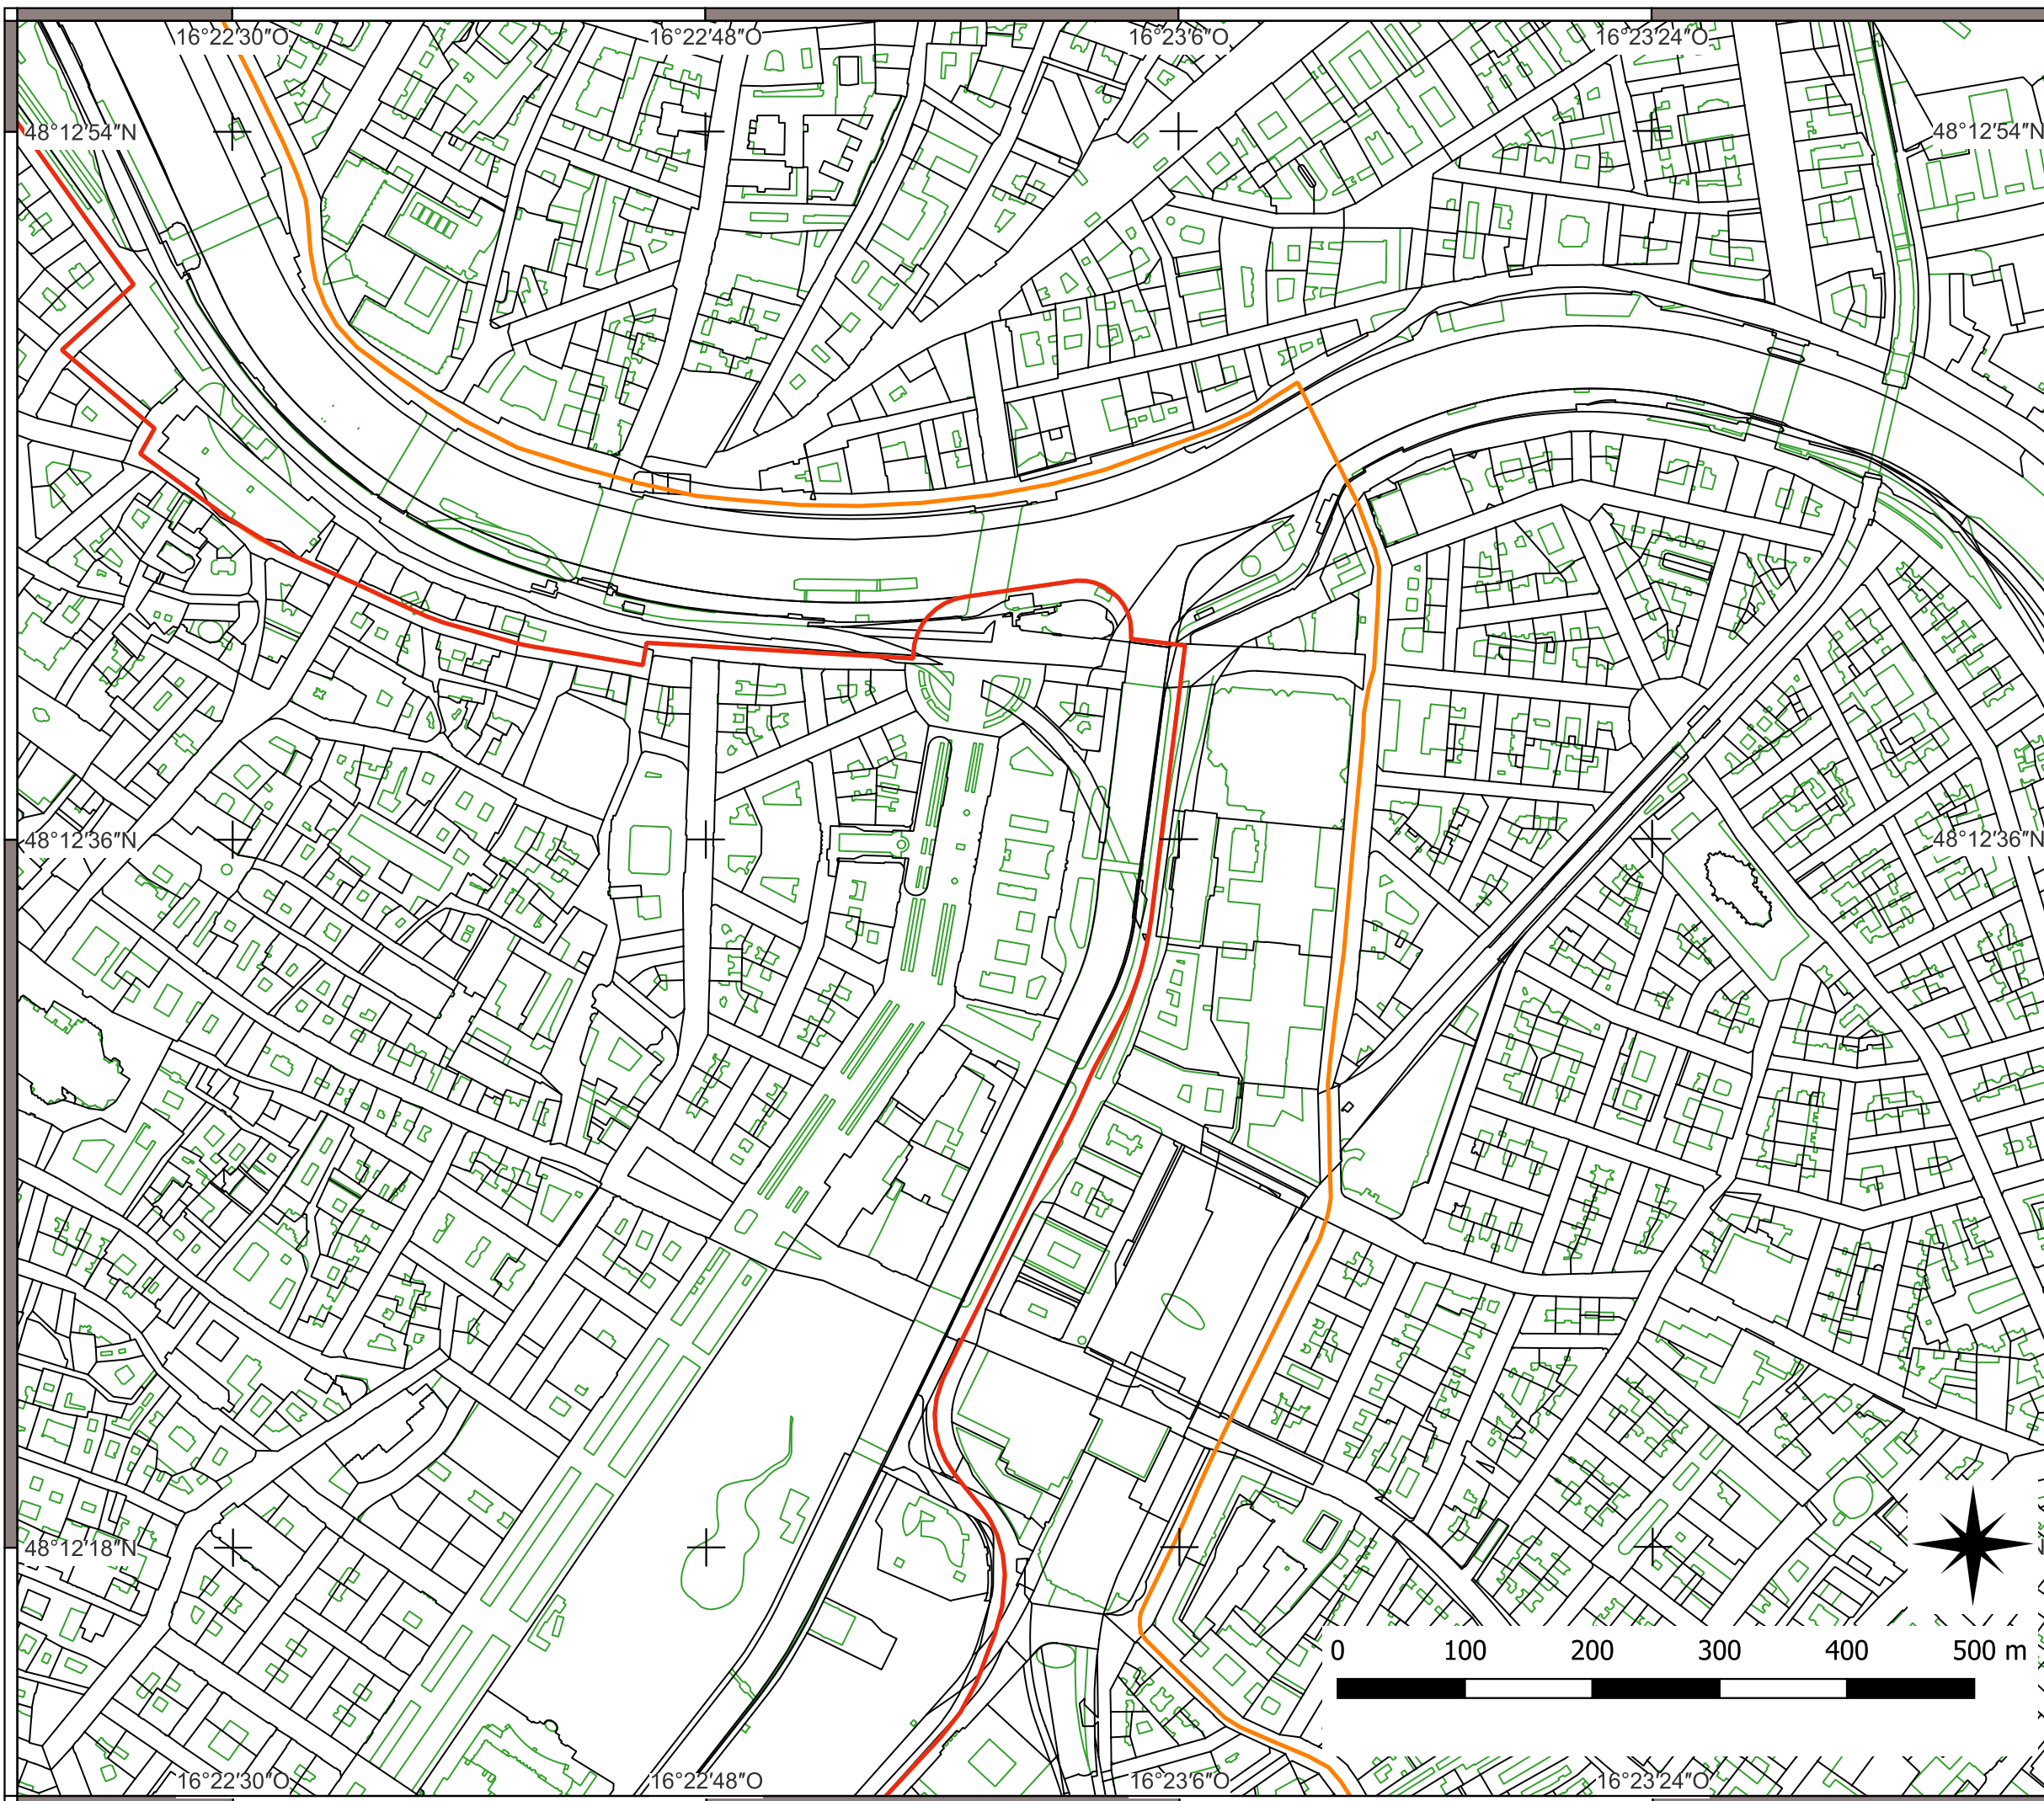 16°22′30″O 16°22′48″O 16°23′6″O 16°23′24″O
48°12′54″N 48°12′54″N
48°12′36″N 48°12′36″N
48°12′18″N
0 100 200 300 400 500 m
16°22′30″O 16°22′48″O 16°23′6″O 16°23′24″O